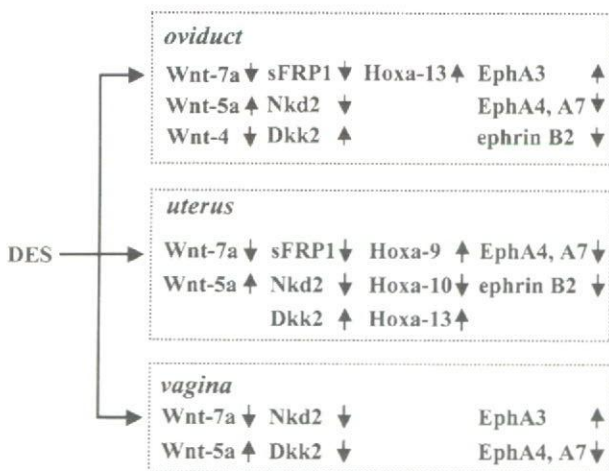 oviduct
Wnt-7a ↓ sFRP1 ↓ Hoxa-13 ↑ EphA3 ↑
Wnt-5a ↑ Nkd2 ↓ EphA4, A7 ↓
Wnt-4 ↓ Dkk2 ↑ ephrin B2 ↓
uterus
DES
Wnt-7a ↓ sFRP1 ↓ Hoxa-9 ↑ EphA4, A7 ↓
Wnt-5a ↑ Nkd2 ↓ Hoxa-10 ↓ ephrin B2 ↓
Dkk2 ↑ Hoxa-13 ↑
vagina
Wnt-7a ↓ Nkd2 ↓ EphA3 ↑
Wnt-5a ↑ Dkk2 ↓ EphA4, A7 ↓